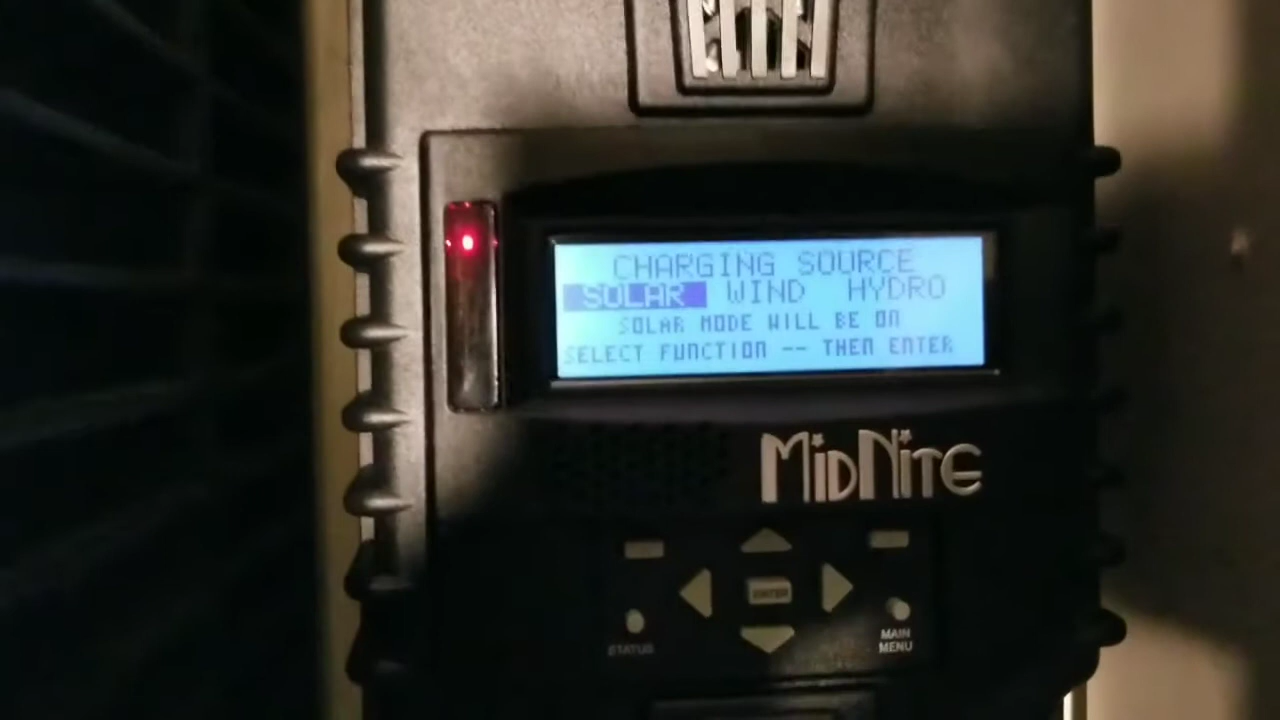 CHARGING SOURCE
SOLAR WIND HYDRO
SOLAR MODE WILL BE ON
SELECT FUNCTION -- THEN ENTER
MIDNITE
ENTER
STATUS
MAIN
MENU